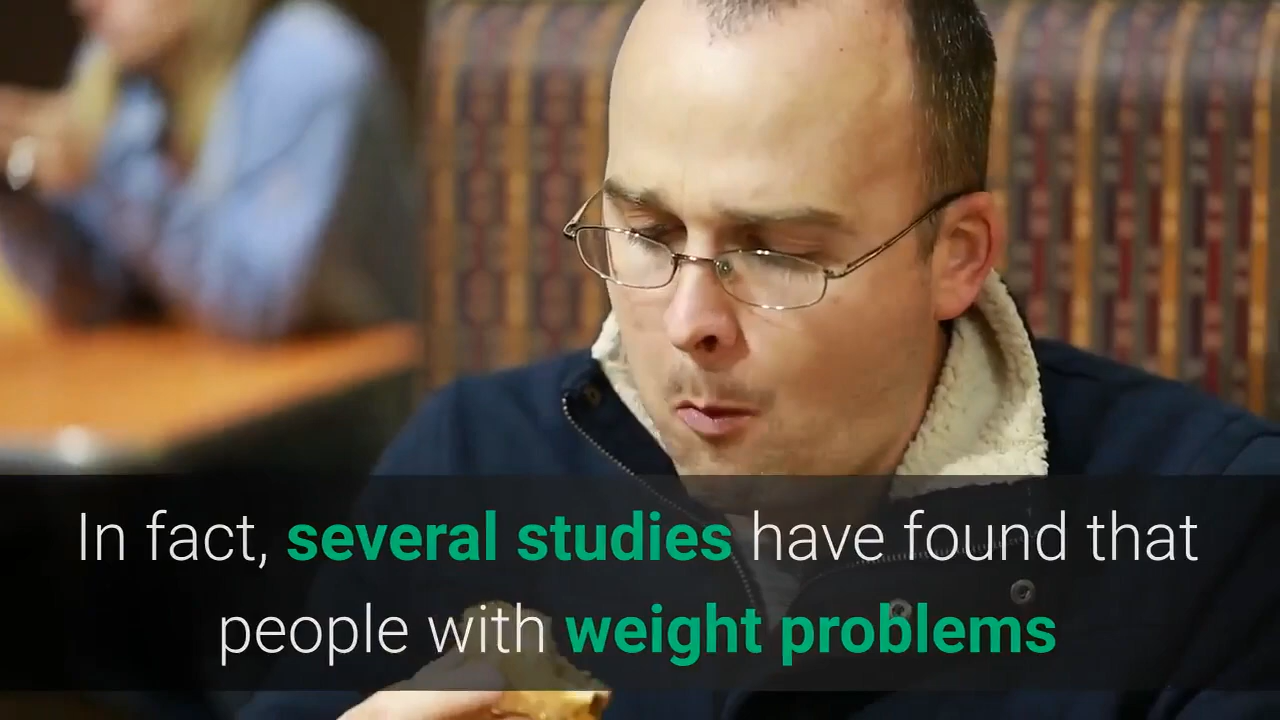 In fact, several studies have found that
people with weight problems